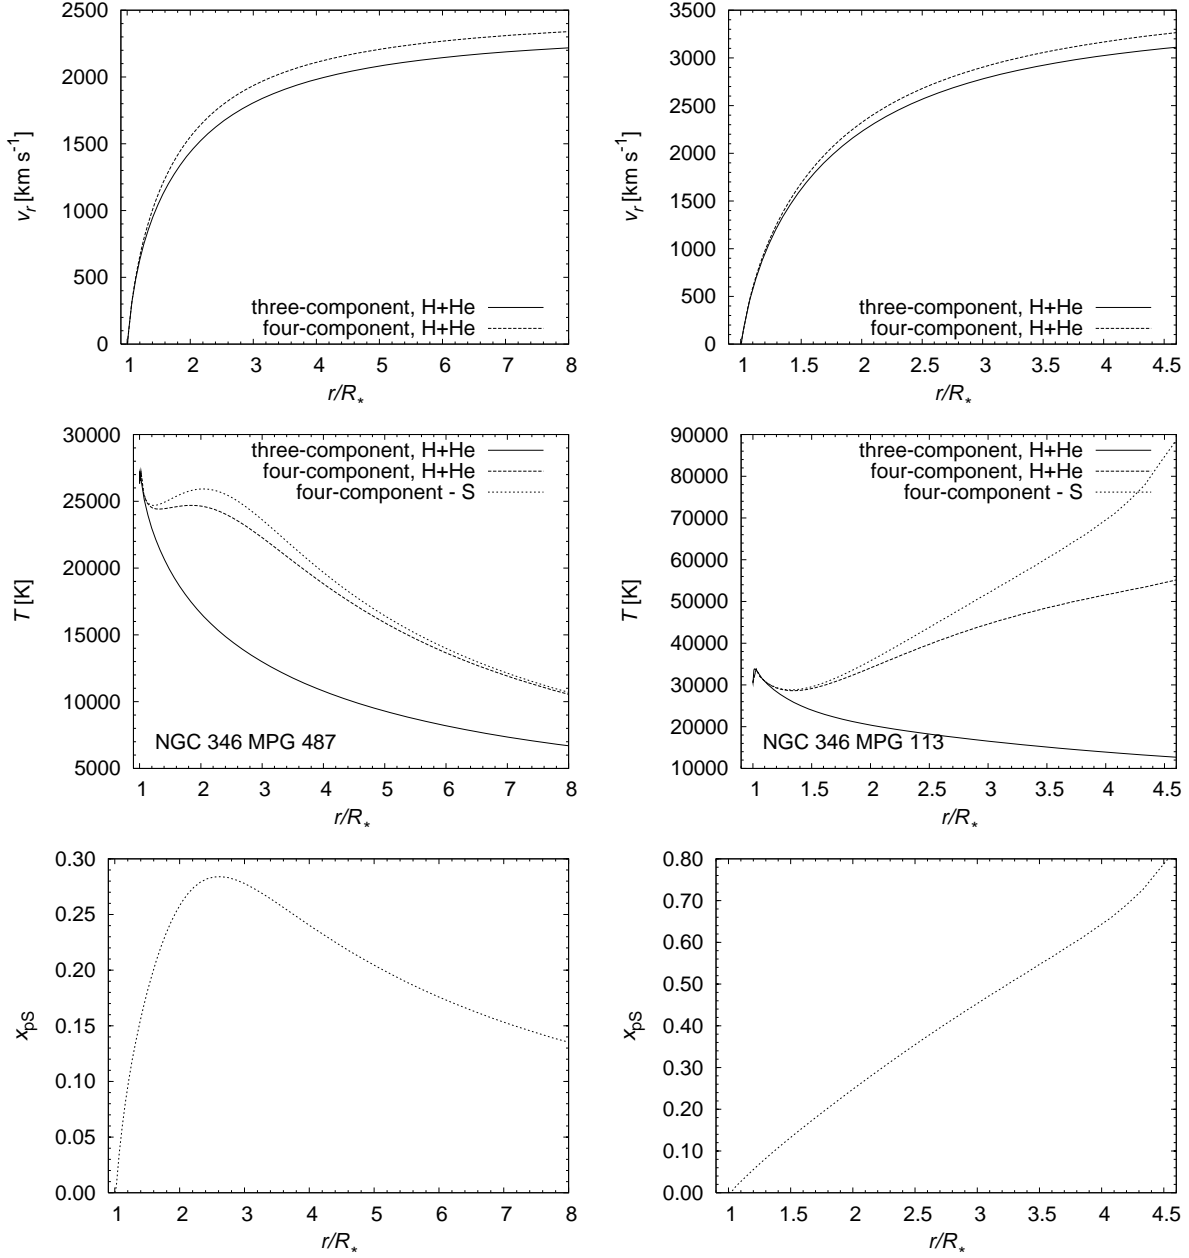 2500
2000
1500
1000
500
0
v_r [km s^-1]
three-component, H+He
four-component, H+He
1 2 3 4 5 6 7 8
r/R_*
3500
3000
2500
2000
1500
1000
500
0
v_r [km s^-1]
three-component, H+He
four-component, H+He
1 1.5 2 2.5 3 3.5 4 4.5
r/R_*
30000
25000
20000
15000
10000
5000
T [K]
three-component, H+He
four-component, H+He
four-component - S
NGC 346 MPG 487
1 2 3 4 5 6 7 8
r/R_*
90000
80000
70000
60000
50000
40000
30000
20000
10000
T [K]
three-component, H+He
four-component, H+He
four-component - S
NGC 346 MPG 113
1 1.5 2 2.5 3 3.5 4 4.5
r/R_*
0.30
0.25
0.20
0.15
0.10
0.05
0.00
x_pS
1 2 3 4 5 6 7 8
r/R_*
0.80
0.70
0.60
0.50
0.40
0.30
0.20
0.10
0.00
x_pS
1 1.5 2 2.5 3 3.5 4 4.5
r/R_*